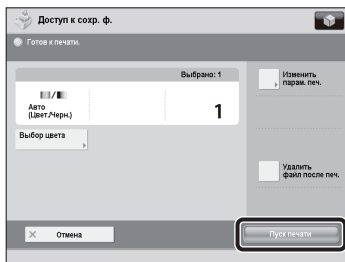 Доступ к сохр. ф.
Готов к печати.
Выбрано: 1
Авто
(Цвет./Черн.)
1
Выбор цвета
Изменить
парам. печ.
Удалить
файл после печ.
Отмена
Пуск печати